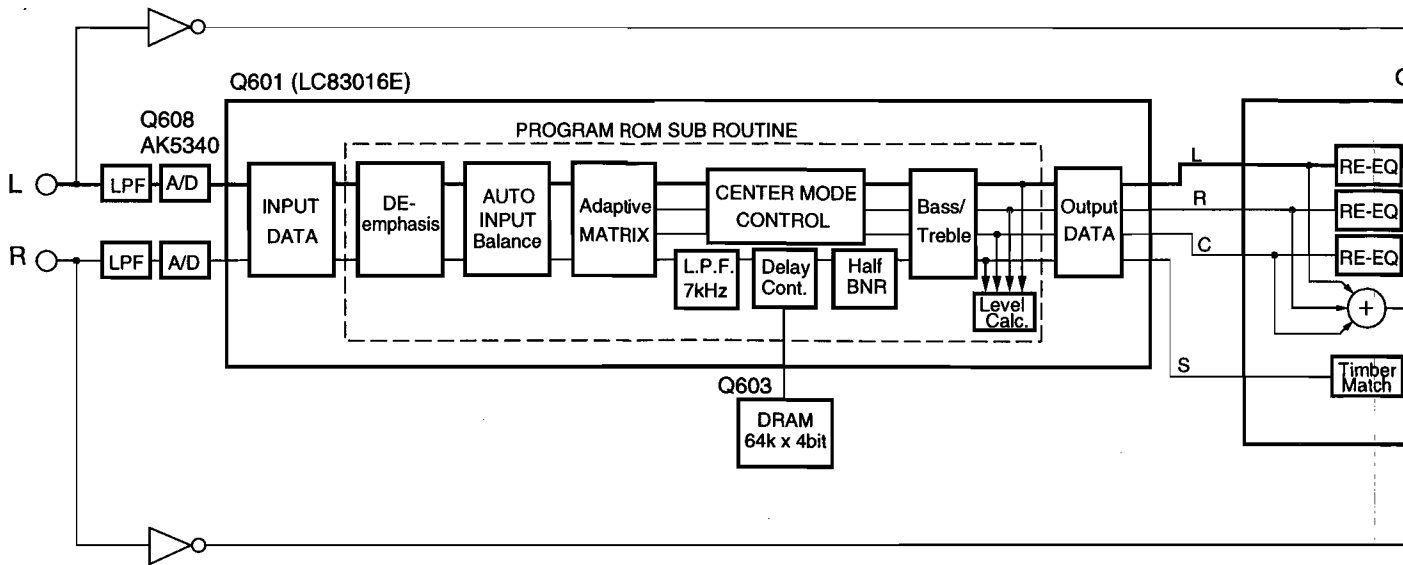 Q601 (LC83016E)
Q608
AK5340
PROGRAM ROM SUB ROUTINE
L
LPF
A/D
R
LPF
A/D
INPUT
DATA
DE-
emphasis
AUTO
INPUT
Balance
Adaptive
MATRIX
CENTER MODE
CONTROL
L.P.F.
7kHz
Delay
Cont.
Half
BNR
Bass/
Treble
Level
Calc.
Output
DATA
L
R
C
S
RE-EQ
RE-EQ
RE-EQ
+
Timber
Match
Q603
DRAM
64k x 4bit